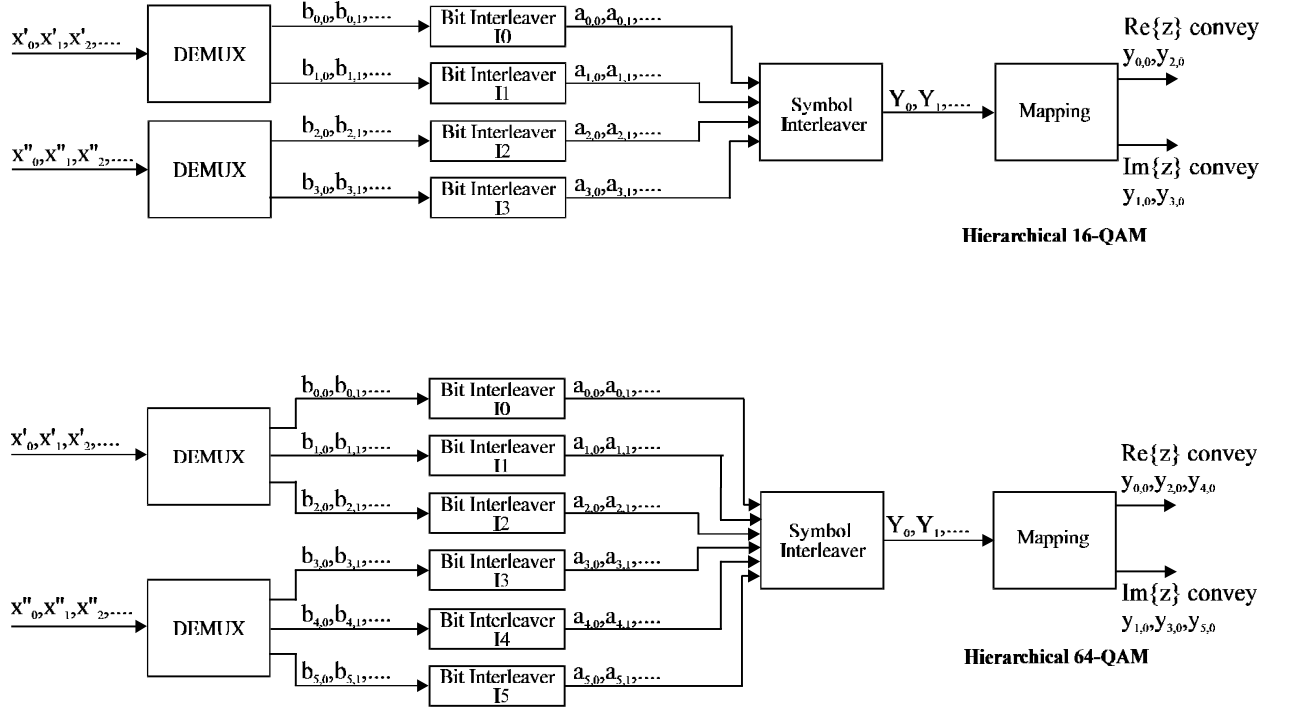 x'₀,x'₁,x'₂,....
DEMUX
b₀,₀,b₀,₁,....
Bit Interleaver
I0
a₀,₀,a₀,₁,....
b₁,₀,b₁,₁,....
Bit Interleaver
I1
a₁,₀,a₁,₁,....
x"₀,x"₁,x"₂,....
DEMUX
b₂,₀,b₂,₁,....
Bit Interleaver
I2
a₂,₀,a₂,₁,....
b₃,₀,b₃,₁,....
Bit Interleaver
I3
a₃,₀,a₃,₁,....
Symbol
Interleaver
Y₀,Y₁,....
Mapping
Re{z} convey
y₀,₀,y₂,₀
Im{z} convey
y₁,₀,y₃,₀
Hierarchical 16-QAM
x'₀,x'₁,x'₂,....
DEMUX
b₀,₀,b₀,₁,....
Bit Interleaver
I0
a₀,₀,a₀,₁,....
b₁,₀,b₁,₁,....
Bit Interleaver
I1
a₁,₀,a₁,₁,....
b₂,₀,b₂,₁,....
Bit Interleaver
I2
a₂,₀,a₂,₁,....
x"₀,x"₁,x"₂,....
DEMUX
b₃,₀,b₃,₁,....
Bit Interleaver
I3
a₃,₀,a₃,₁,....
b₄,₀,b₄,₁,....
Bit Interleaver
I4
a₄,₀,a₄,₁,....
b₅,₀,b₅,₁,....
Bit Interleaver
I5
a₅,₀,a₅,₁,....
Symbol
Interleaver
Y₀,Y₁,....
Mapping
Re{z} convey
y₀,₀,y₂,₀,y₄,₀
Im{z} convey
y₁,₀,y₃,₀,y₅,₀
Hierarchical 64-QAM